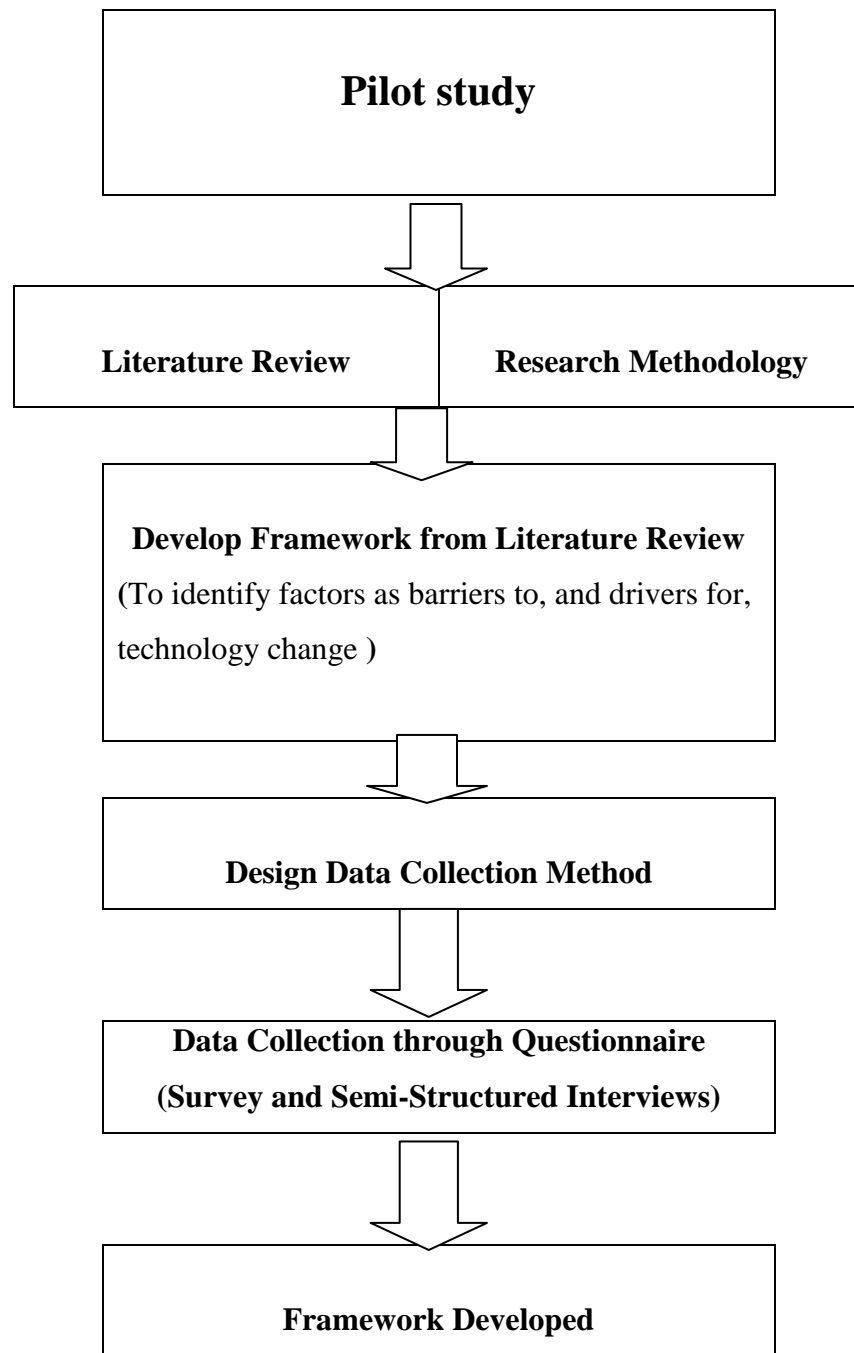 Pilot study
Literature Review
Research Methodology
Develop Framework from Literature Review
(To identify factors as barriers to, and drivers for,
technology change )
Design Data Collection Method
Data Collection through Questionnaire
(Survey and Semi-Structured Interviews)
Framework Developed